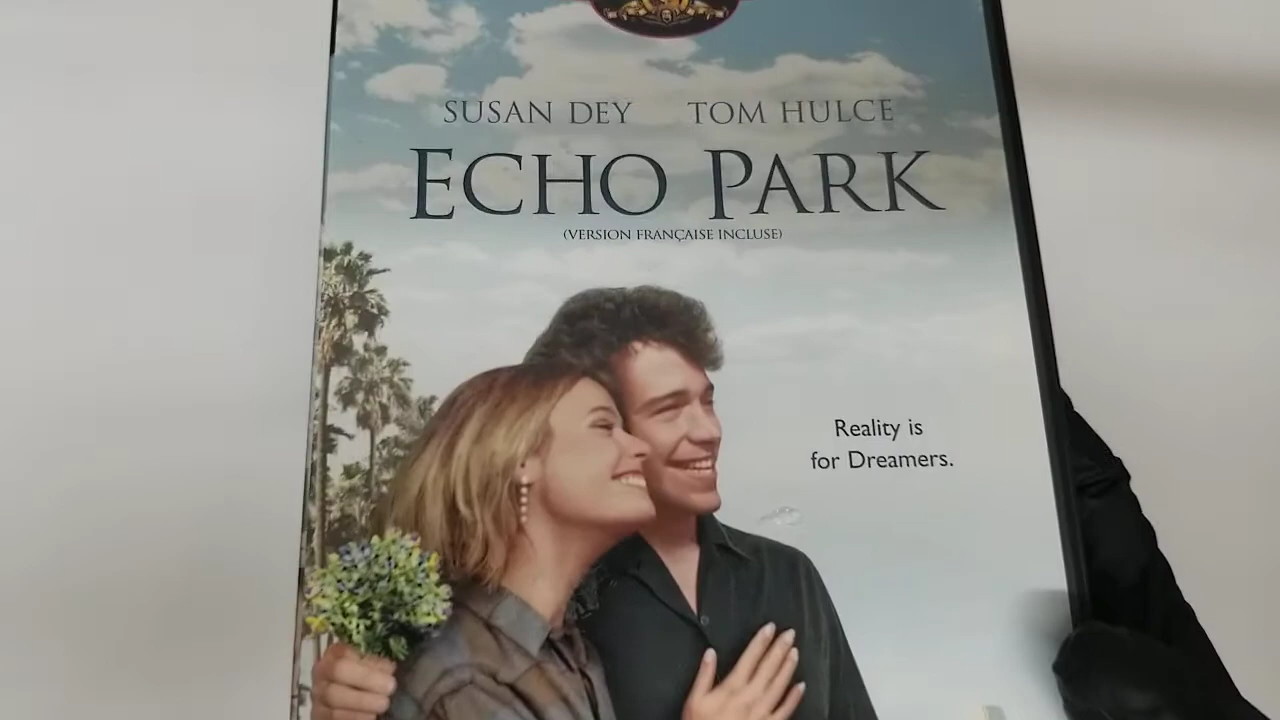 SUSAN DEY TOM HULCE
ECHO PARK
(VERSION FRANÇAISE INCLUSE)
Reality is
for Dreamers.